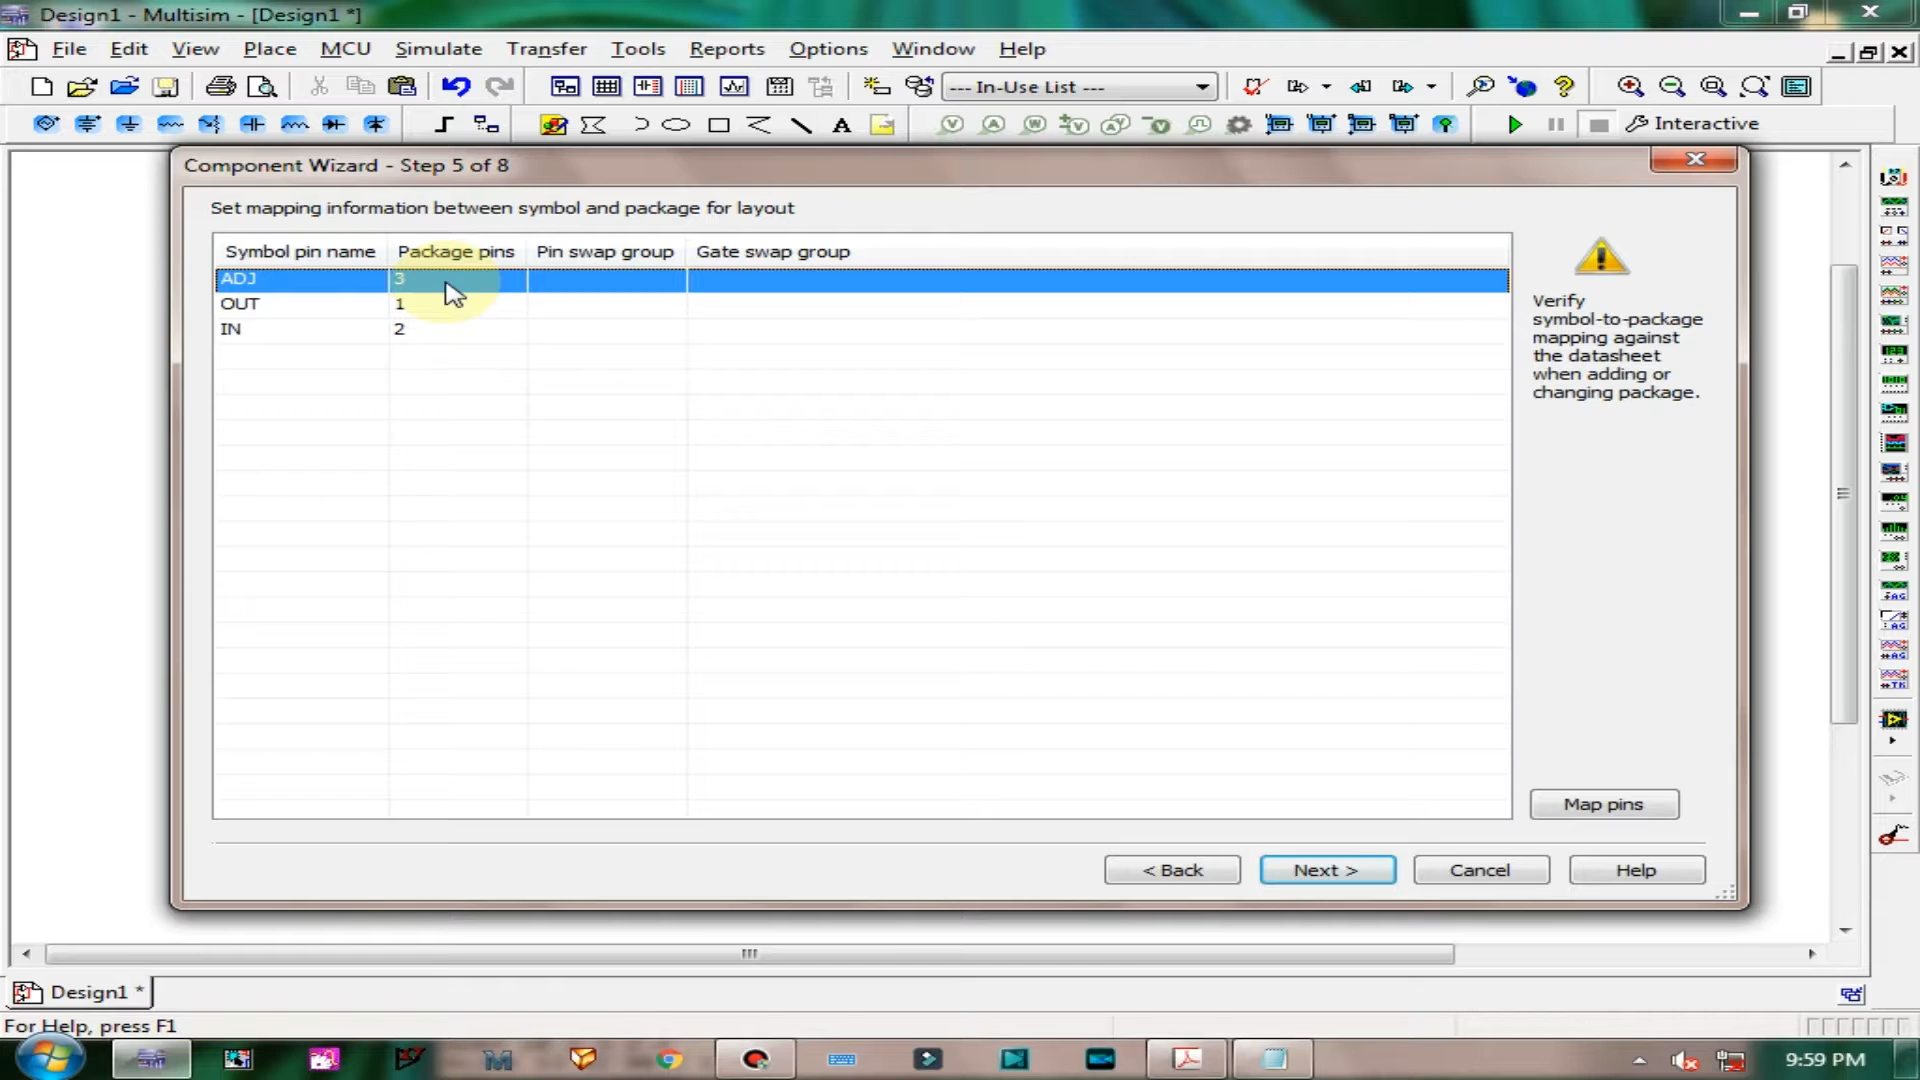 Design1 - Multisim - [Design1 *]
File Edit View Place MCU Simulate Transfer Tools Reports Options Window Help
--- In-Use List ---
Interactive
Component Wizard - Step 5 of 8
Set mapping information between symbol and package for layout
Symbol pin name Package pins Pin swap group Gate swap group
ADJ 3
OUT 1
IN 2
Verify
symbol-to-package
mapping against
the datasheet
when adding or
changing package.
Map pins
< Back Next > Cancel Help
Design1 *
For Help, press F1
9:59 PM